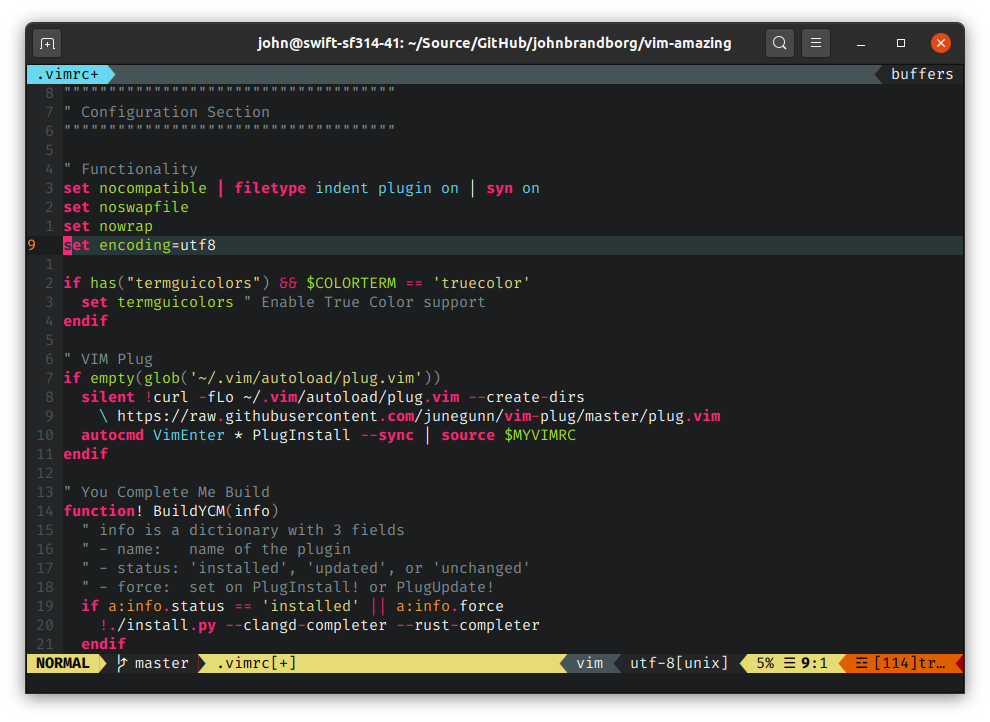 john@swift-sf314-41: ~/Source/GitHub/johnbrandborg/vim-amazing
.vimrc+ buffers
8 """""""""""""""""""""""""""""""""""""
7 " Configuration Section
6 """""""""""""""""""""""""""""""""""""
5
4 " Functionality
3 set nocompatible | filetype indent plugin on | syn on
2 set noswapfile
1 set nowrap
9 set encoding=utf8
1
2 if has("termguicolors") && $COLORTERM == 'truecolor'
3   set termguicolors " Enable True Color support
4 endif
5
6 " VIM Plug
7 if empty(glob('~/.vim/autoload/plug.vim'))
8   silent !curl -fLo ~/.vim/autoload/plug.vim --create-dirs
9     \ https://raw.githubusercontent.com/junegunn/vim-plug/master/plug.vim
10   autocmd VimEnter * PlugInstall --sync | source $MYVIMRC
11 endif
12
13 " You Complete Me Build
14 function! BuildYCM(info)
15   " info is a dictionary with 3 fields
16   " - name:   name of the plugin
17   " - status: 'installed', 'updated', or 'unchanged'
18   " - force:  set on PlugInstall! or PlugUpdate!
19   if a:info.status == 'installed' || a:info.force
20     !./install.py --clangd-completer --rust-completer
21   endif
NORMAL master .vimrc[+] vim utf-8[unix] 5% ☰ 9:1 ☲ [114]tr…